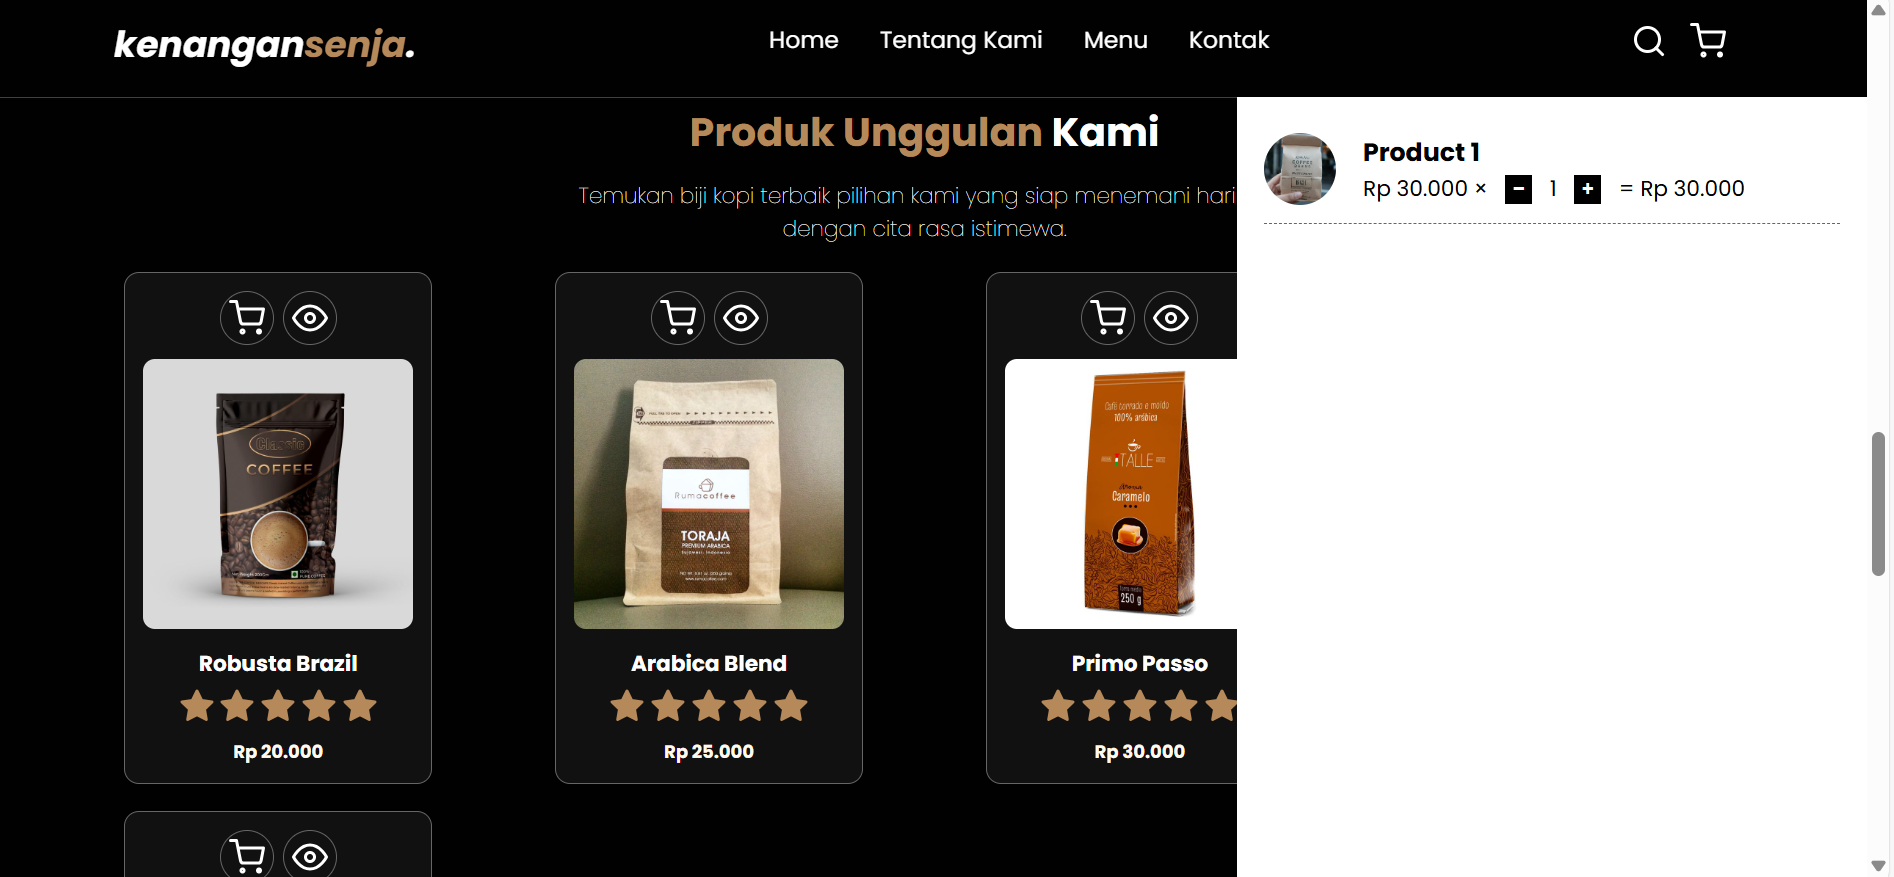 kenangansenja.
Home Tentang Kami Menu Kontak
Produk Unggulan Kami
Temukan biji kopi terbaik pilihan kami yang siap menemani hari
dengan cita rasa istimewa.
Product 1
Rp 30.000 × − 1 + = Rp 30.000
Classic
COFFEE
Rumacoffee
TORAJA
PREMIUM ARABICA
Café torrado e moído
100% arábica
ITALLE
Aroma
Caramelo
250 g
Robusta Brazil
Arabica Blend
Primo Passo
Rp 20.000
Rp 25.000
Rp 30.000